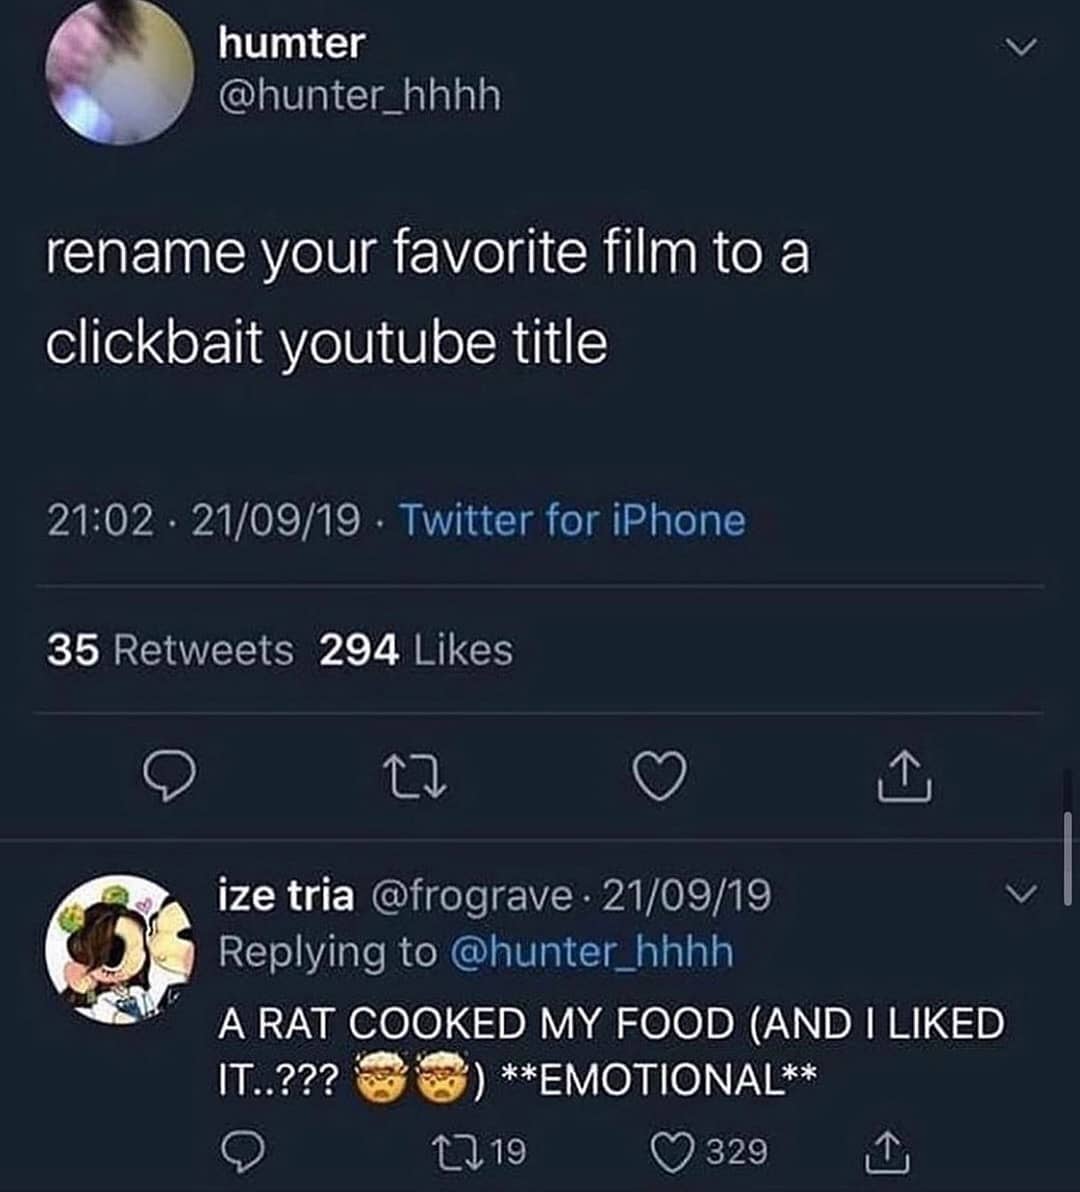 humter
@hunter_hhhh
rename your favorite film to a
clickbait youtube title
21:02 · 21/09/19 · Twitter for iPhone
35 Retweets 294 Likes
ize tria @frograve · 21/09/19
Replying to @hunter_hhhh
A RAT COOKED MY FOOD (AND I LIKED
IT..??? 🤯🤯) **EMOTIONAL**
19 329